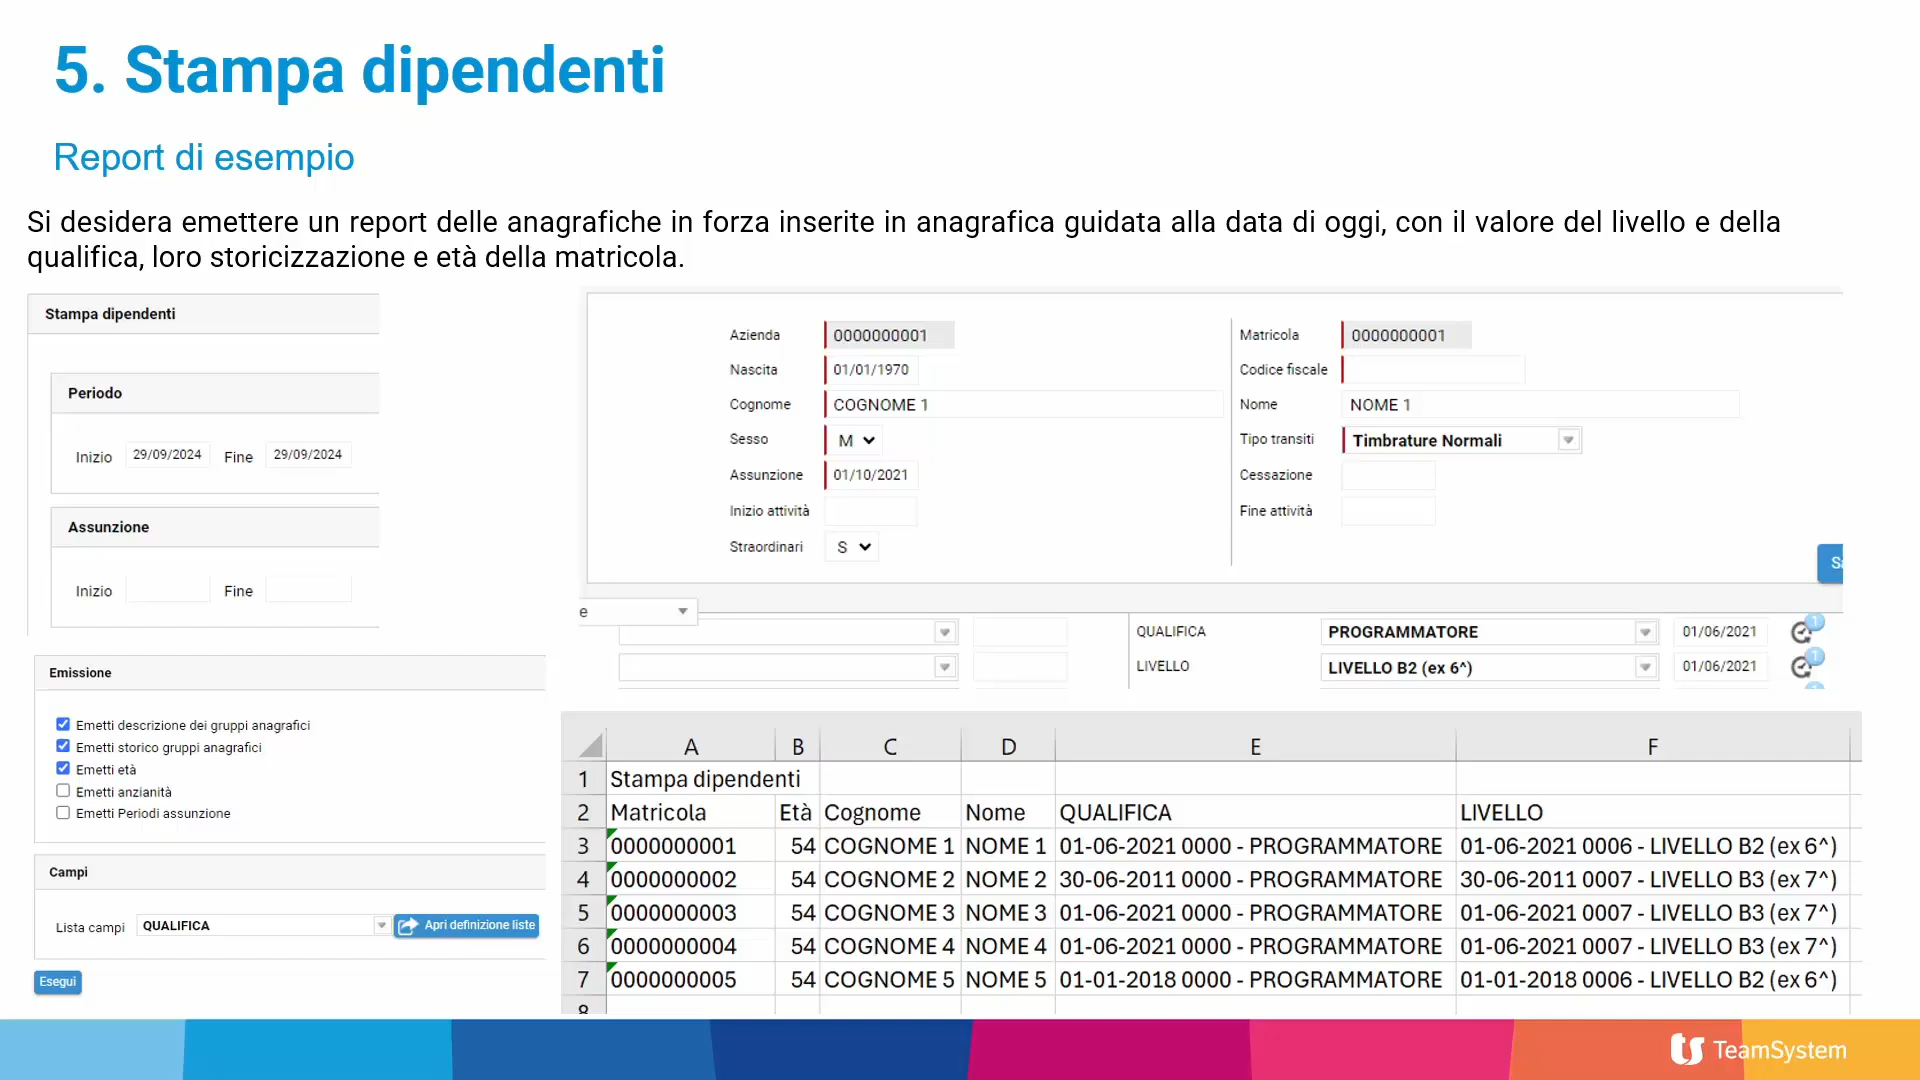 5. Stampa dipendenti
Report di esempio
Si desidera emettere un report delle anagrafiche in forza inserite in anagrafica guidata alla data di oggi, con il valore del livello e della
qualifica, loro storicizzazione e età della matricola.
Stampa dipendenti
Periodo
Inizio 29/09/2024 Fine 29/09/2024
Assunzione
Inizio Fine
Emissione
Emetti descrizione dei gruppi anagrafici
Emetti storico gruppi anagrafici
Emetti età
Emetti anzianità
Emetti Periodi assunzione
Campi
Lista campi QUALIFICA Apri definizione liste
Esegui
Azienda 0000000001 Matricola 0000000001
Nascita 01/01/1970 Codice fiscale
Cognome COGNOME 1 Nome NOME 1
Sesso M Tipo transiti Timbrature Normali
Assunzione 01/10/2021 Cessazione
Inizio attività Fine attività
Straordinari S
Sa
e
QUALIFICA PROGRAMMATORE 01/06/2021 1
LIVELLO LIVELLO B2 (ex 6^) 01/06/2021 1
A B C D E F
1 Stampa dipendenti
2 Matricola Età Cognome Nome QUALIFICA LIVELLO
3 0000000001 54 COGNOME 1 NOME 1 01-06-2021 0000 - PROGRAMMATORE 01-06-2021 0006 - LIVELLO B2 (ex 6^)
4 0000000002 54 COGNOME 2 NOME 2 30-06-2011 0000 - PROGRAMMATORE 30-06-2011 0007 - LIVELLO B3 (ex 7^)
5 0000000003 54 COGNOME 3 NOME 3 01-06-2021 0000 - PROGRAMMATORE 01-06-2021 0007 - LIVELLO B3 (ex 7^)
6 0000000004 54 COGNOME 4 NOME 4 01-06-2021 0000 - PROGRAMMATORE 01-06-2021 0007 - LIVELLO B3 (ex 7^)
7 0000000005 54 COGNOME 5 NOME 5 01-01-2018 0000 - PROGRAMMATORE 01-01-2018 0006 - LIVELLO B2 (ex 6^)
8
TeamSystem